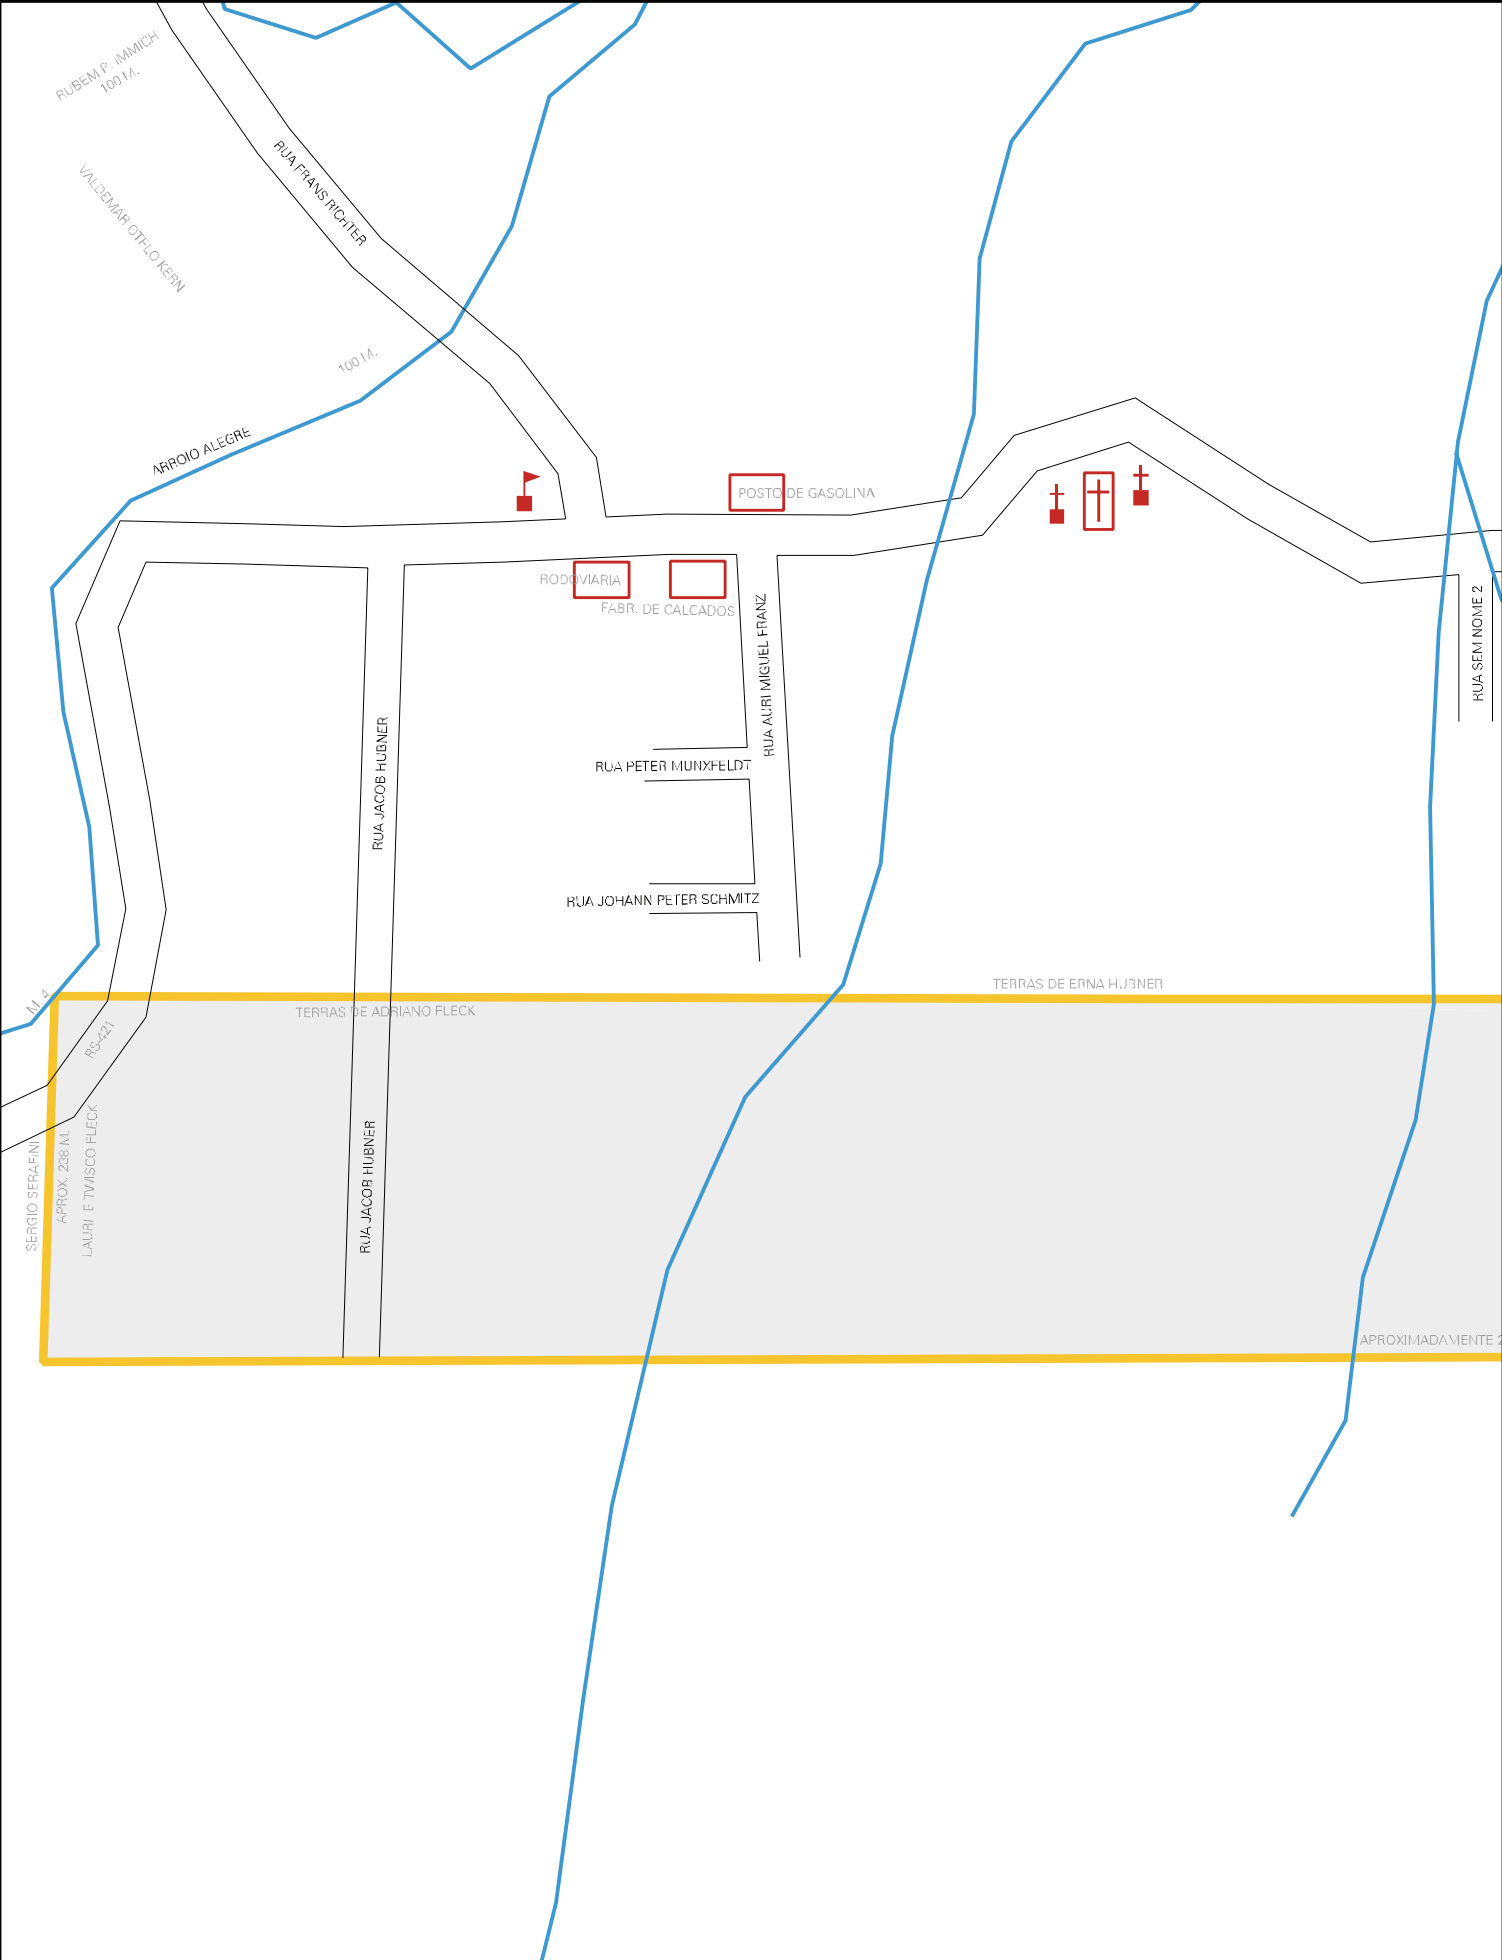 RUBEM P. IMMICH
100 M.
RUA FRANS RICHTER
VALDEMAR OTHLO KERN
100 M.
ARROIO ALEGRE
POSTO DE GASOLINA
RODOVIARIA
FABR. DE CALCADOS
RUA AURI MIGUEL FRANZ
RUA SEM NOME 2
RUA JACOB HUBNER
RUA PETER MUNXFELDT
RUA JOHANN PETER SCHMITZ
TERRAS DE ERNA HUBNER
M. 4
TERRAS DE ADRIANO FLECK
RS-421
SERGIO SERAFINI
APROX. 238 M.
LAURI E TWISCO FLECK
RUA JACOB HUBNER
APROXIMADAMENTE 2